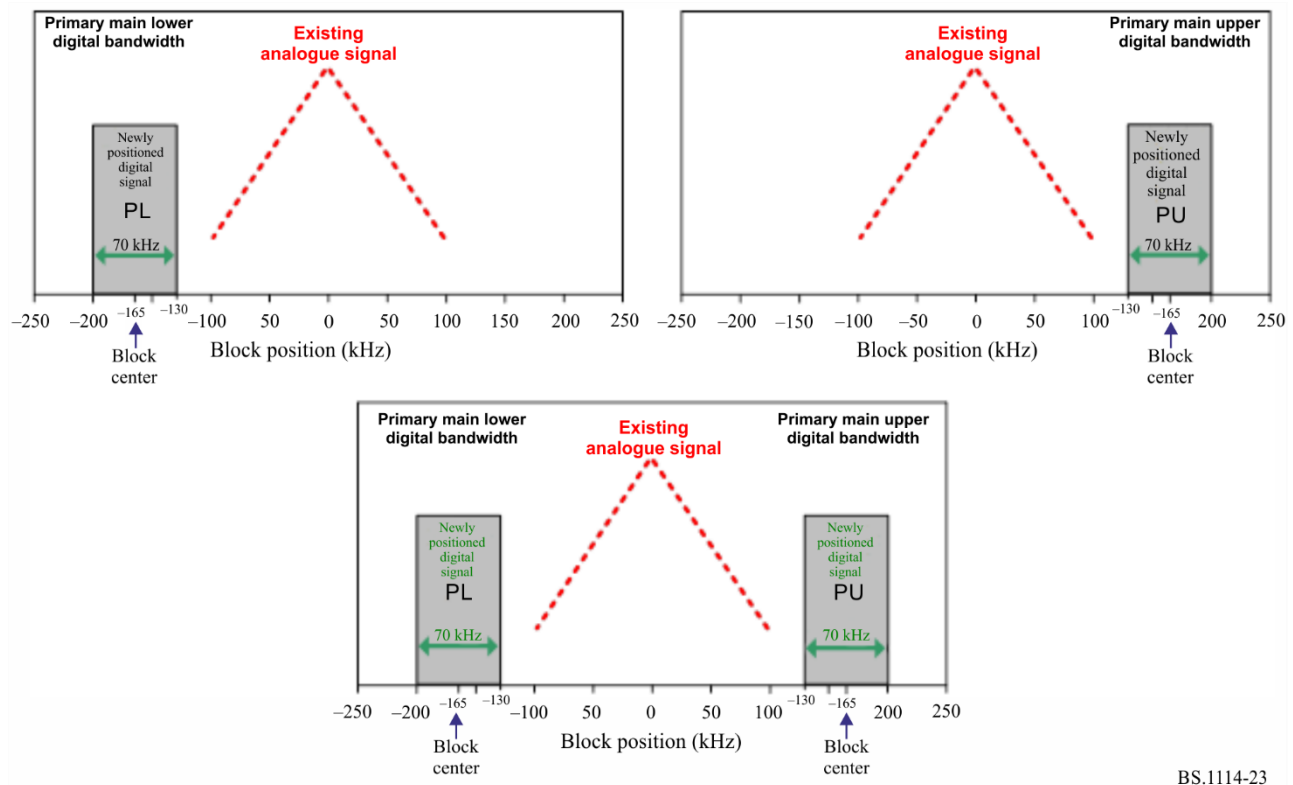 Primary main lower
digital bandwidth
Existing
analogue signal
Newly
positioned
digital
signal
PL
70 kHz
–250 –200 –165 –130 –100 50 0 50 100 150 200 250
Block position (kHz)
Block
center
Primary main upper
digital bandwidth
Existing
analogue signal
Newly
positioned
digital
signal
PU
70 kHz
–250 –200 –150 –100 –50 0 50 100 –130 –165 200 250
Block position (kHz)
Block
center
Primary main lower
digital bandwidth
Existing
analogue signal
Primary main upper
digital bandwidth
Newly
positioned
digital
signal
PL
70 kHz
Newly
positioned
digital
signal
PU
70 kHz
–250 –200 –165 –130 –100 50 0 50 100 –130 –165 200 250
Block position (kHz)
Block
center
Block
center
BS.1114-23